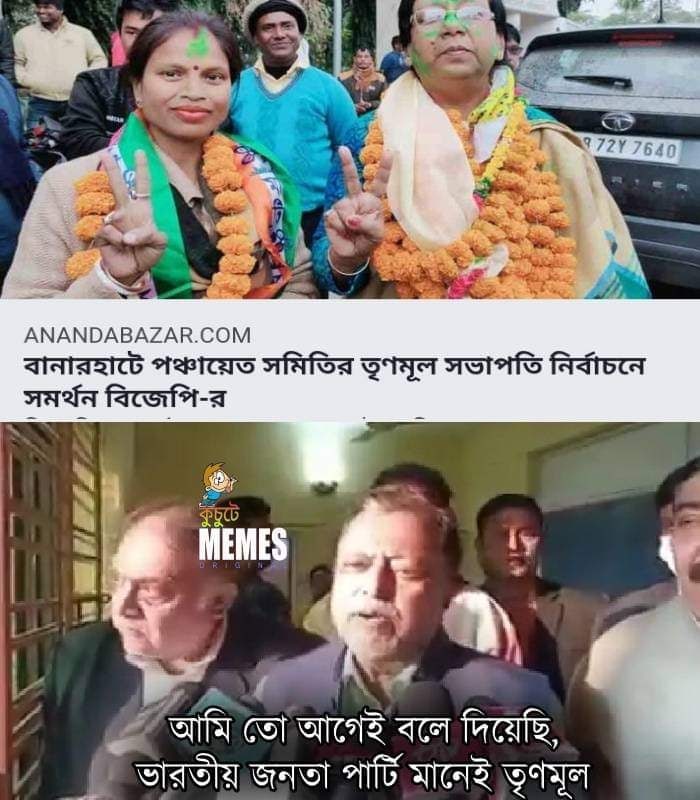 72Y 7640
ANANDABAZAR.COM
বানারহাটে পঞ্চায়েত সমিতির তৃণমূল সভাপতি নির্বাচনে
সমর্থন বিজেপি-র
কুচুটে
MEMES
ORIGINAL
আমি তো আগেই বলে দিয়েছি,
ভারতীয় জনতা পার্টি মানেই তৃণমূল